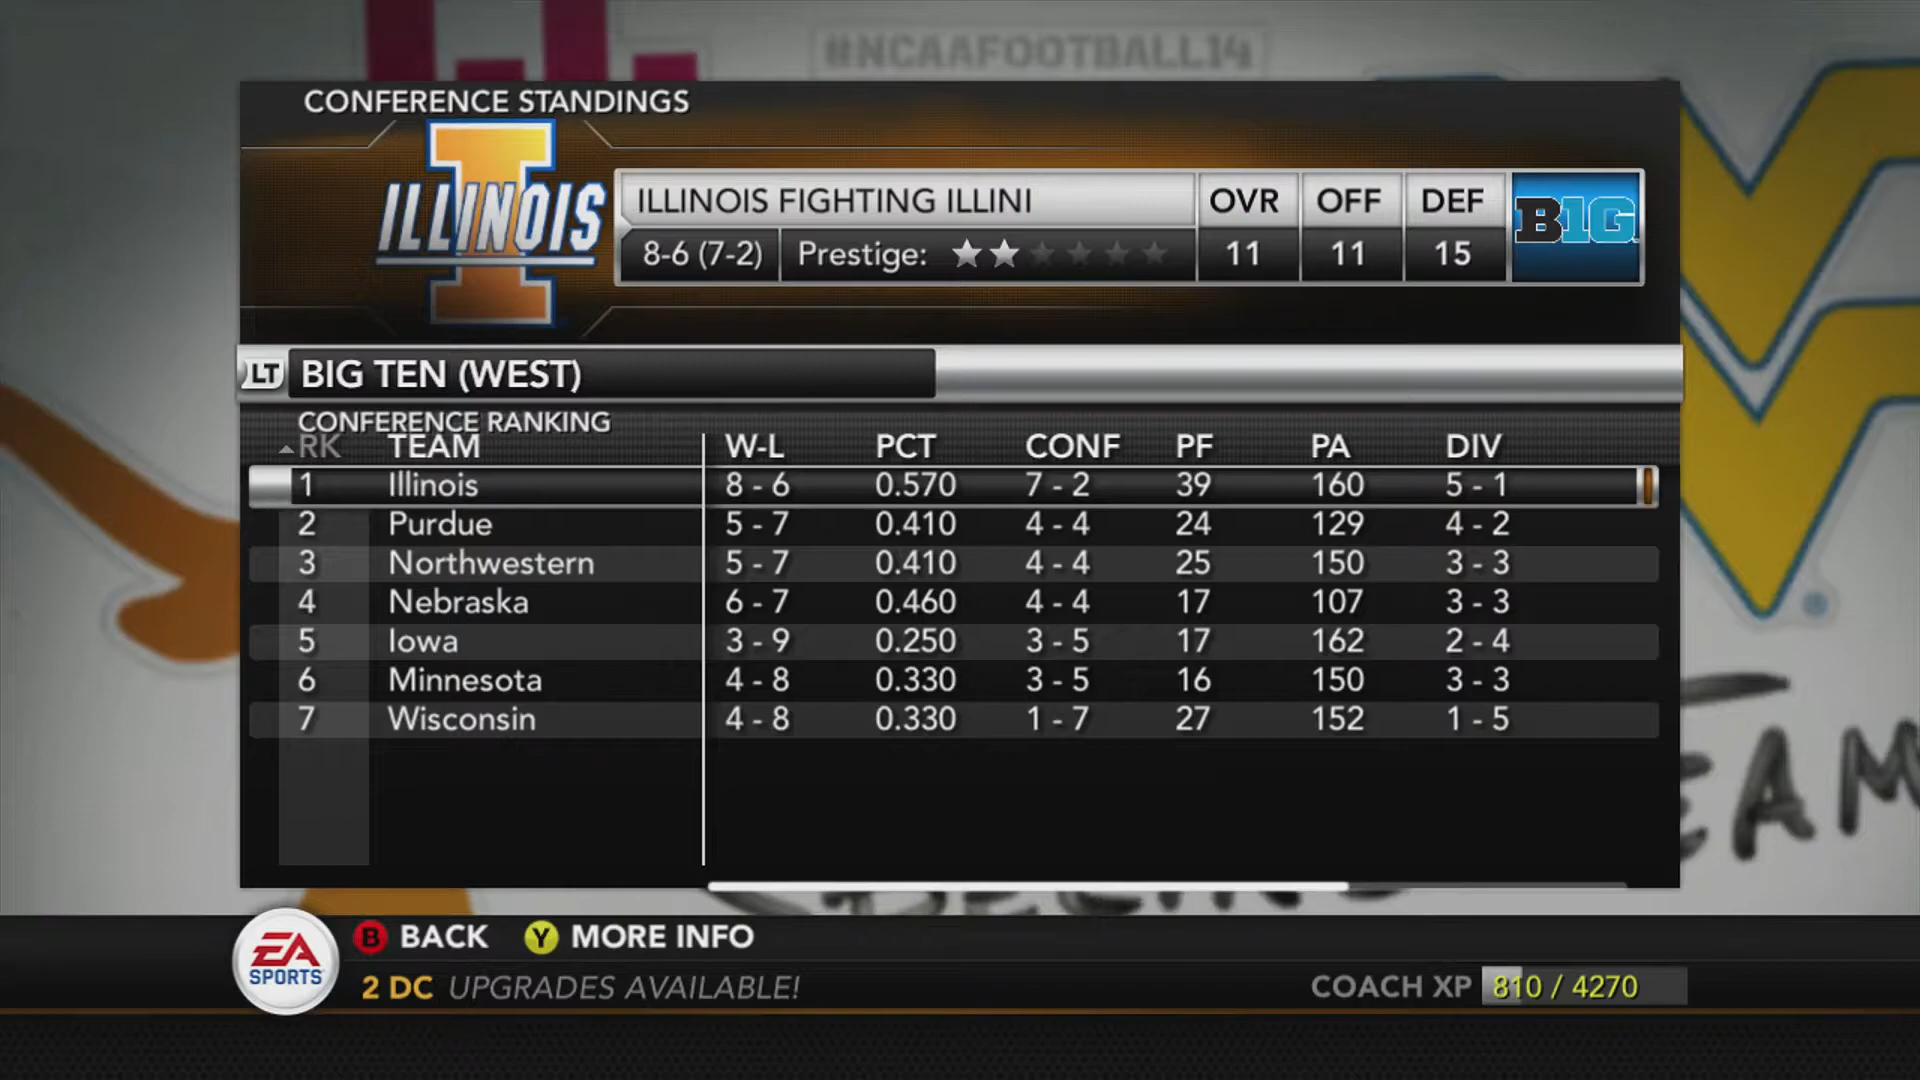 #NCAAFOOTBALL14
CONFERENCE STANDINGS
ILLINOIS
ILLINOIS FIGHTING ILLINI OVR OFF DEF B1G
8-6 (7-2) Prestige: 11 11 15
LT BIG TEN (WEST)
CONFERENCE RANKING
RK TEAM W-L PCT CONF PF PA DIV
1 Illinois 8 - 6 0.570 7 - 2 39 160 5 - 1
2 Purdue 5 - 7 0.410 4 - 4 24 129 4 - 2
3 Northwestern 5 - 7 0.410 4 - 4 25 150 3 - 3
4 Nebraska 6 - 7 0.460 4 - 4 17 107 3 - 3
5 Iowa 3 - 9 0.250 3 - 5 17 162 2 - 4
6 Minnesota 4 - 8 0.330 3 - 5 16 150 3 - 3
7 Wisconsin 4 - 8 0.330 1 - 7 27 152 1 - 5
EA SPORTS B BACK Y MORE INFO
2 DC UPGRADES AVAILABLE! COACH XP 810 / 4270